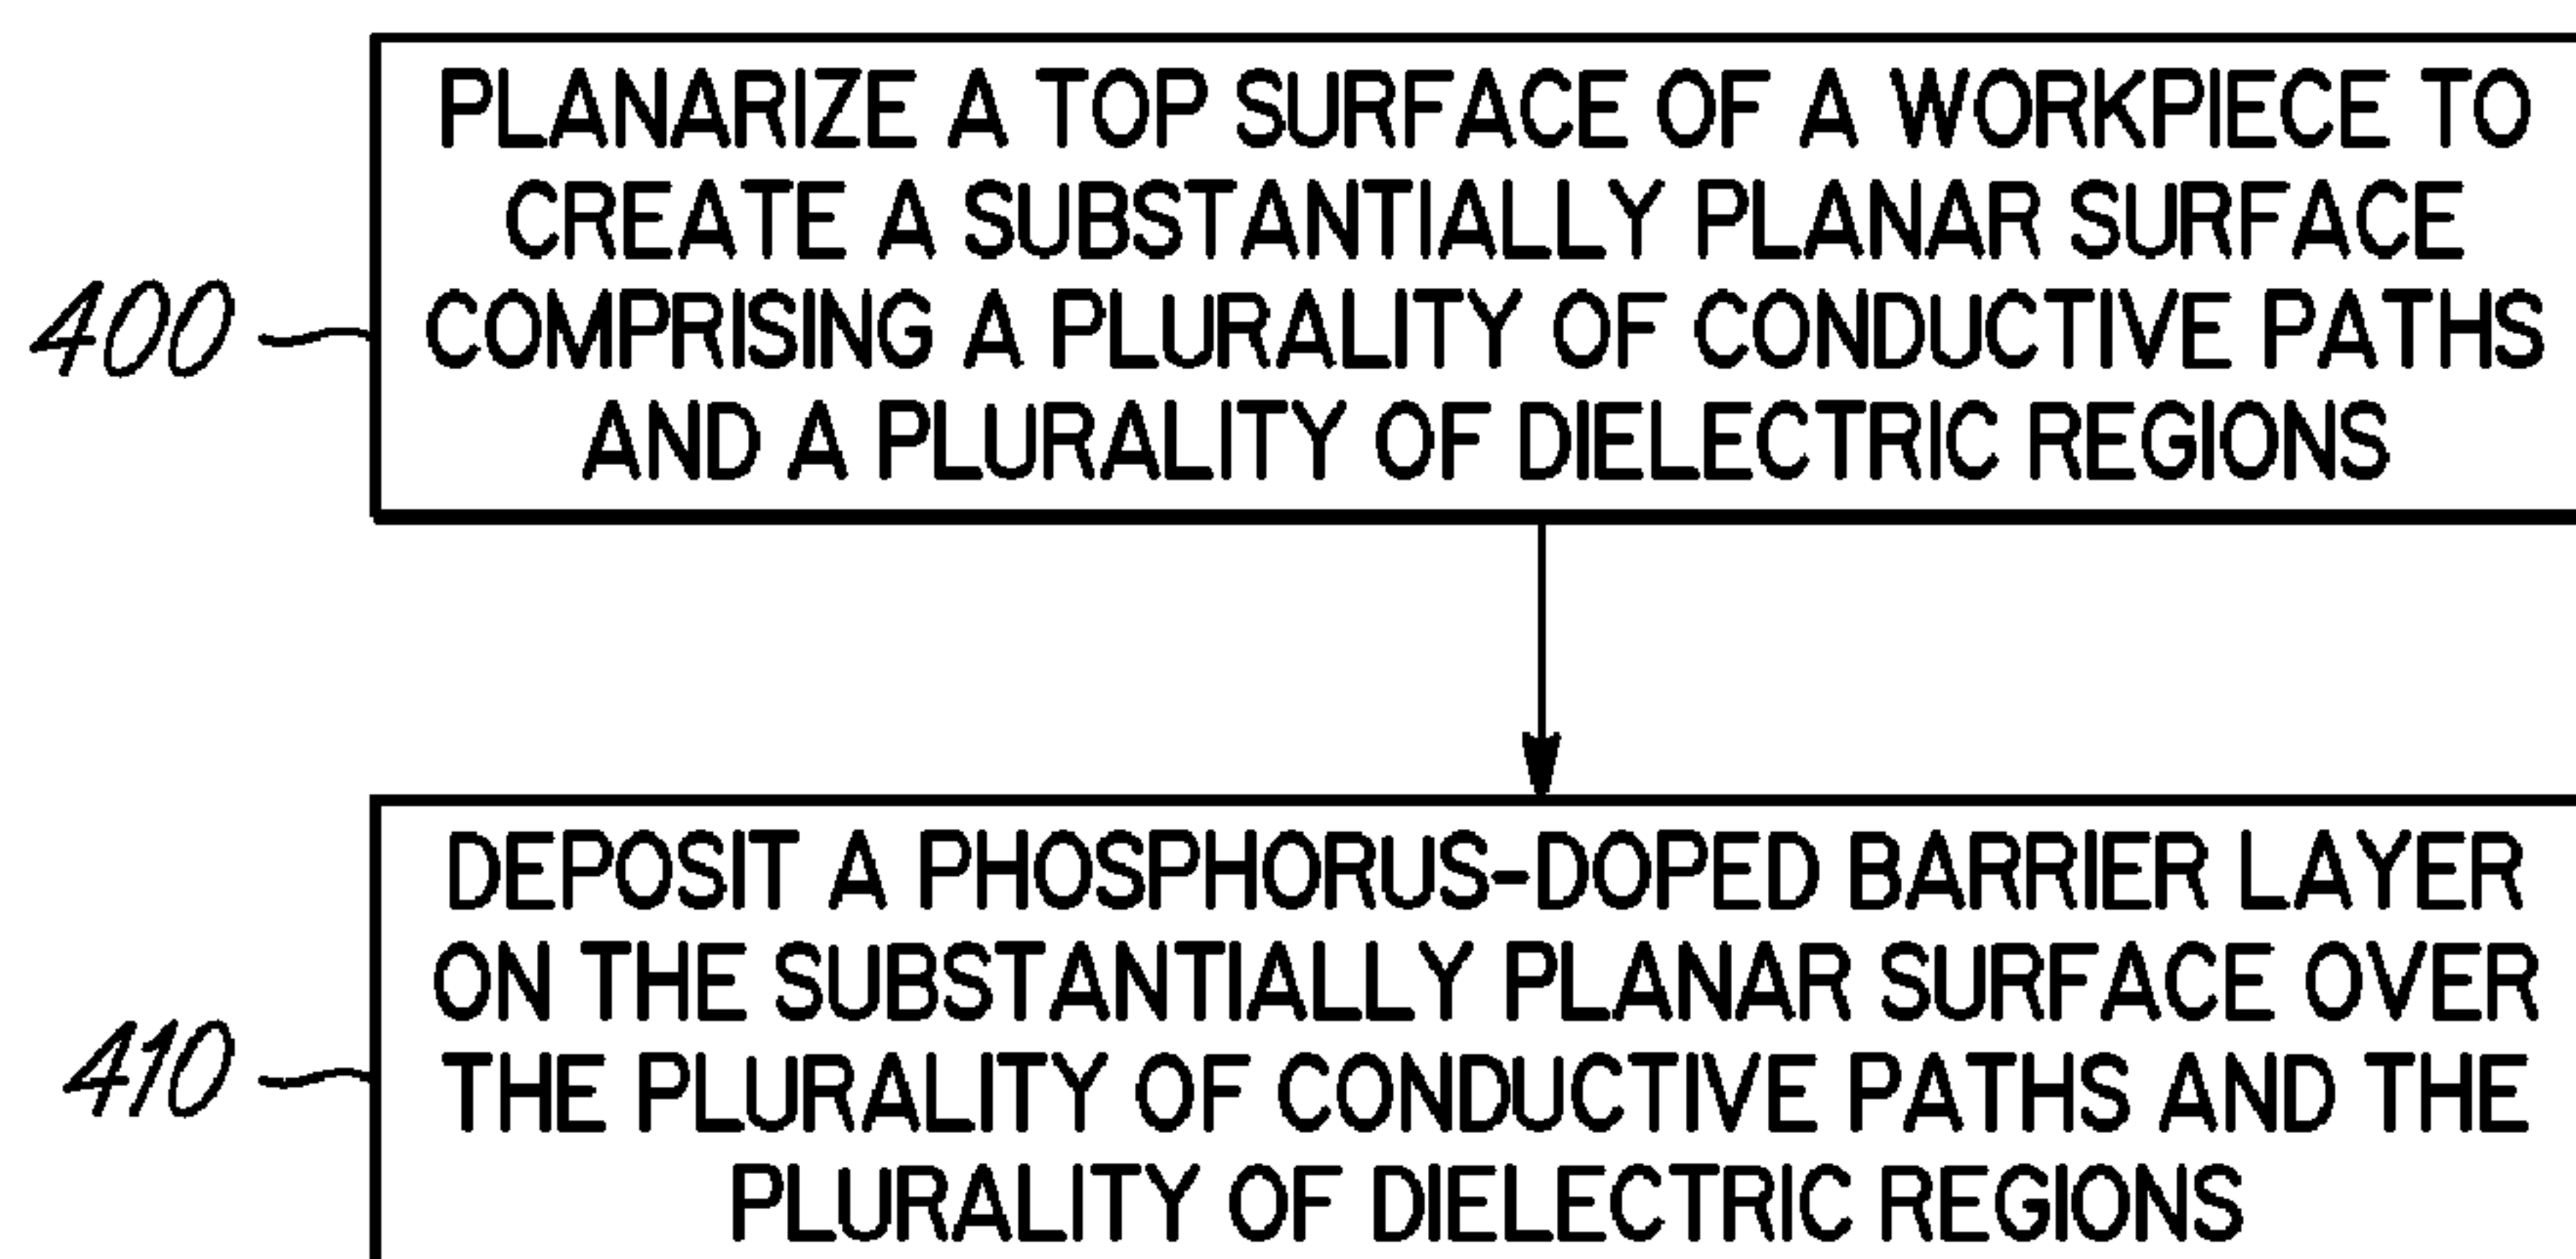 PLANARIZE A TOP SURFACE OF A WORKPIECE TO
CREATE A SUBSTANTIALLY PLANAR SURFACE
400
COMPRISING A PLURALITY OF CONDUCTIVE PATHS
AND A PLURALITY OF DIELECTRIC REGIONS
DEPOSIT A PHOSPHORUS-DOPED BARRIER LAYER
ON THE SUBSTANTIALLY PLANAR SURFACE OVER
410
THE PLURALITY OF CONDUCTIVE PATHS AND THE
PLURALITY OF DIELECTRIC REGIONS